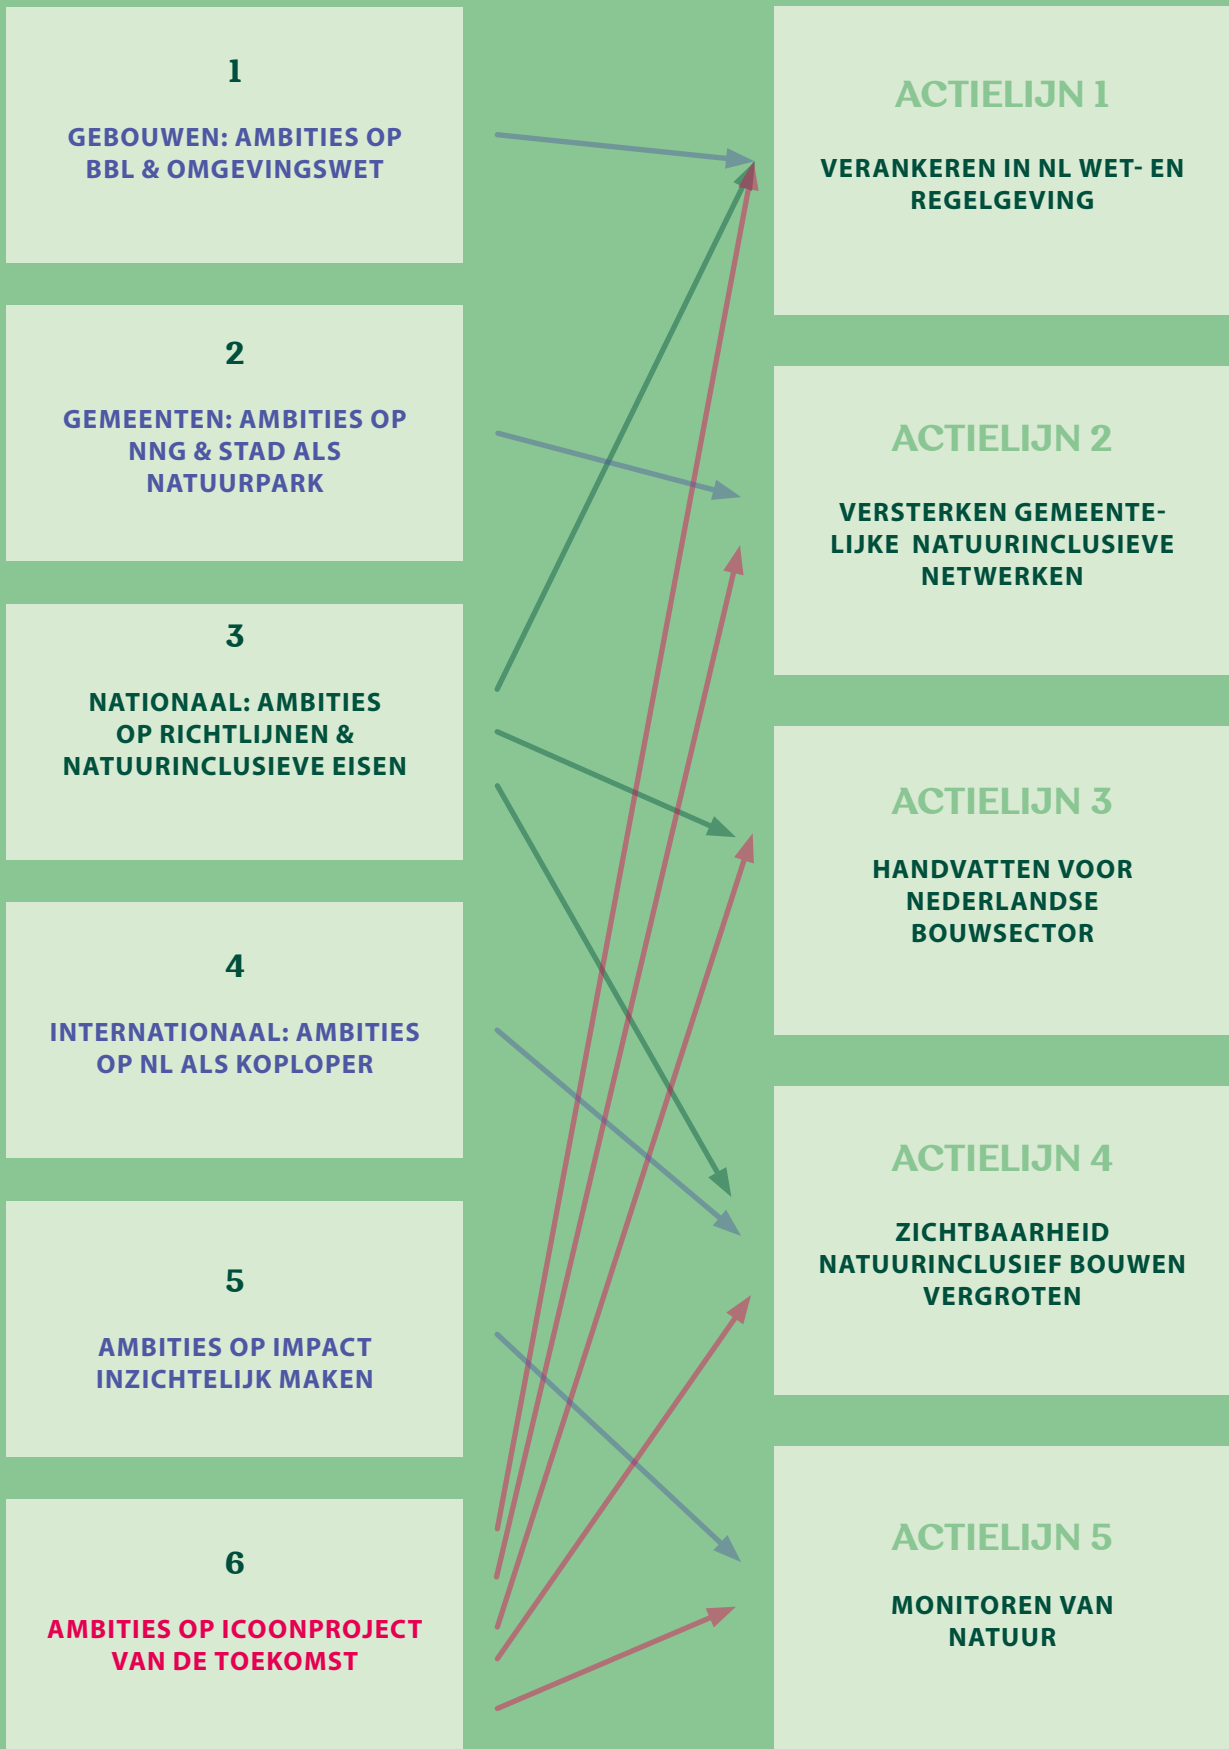 1
GEBOUWEN: AMBITIES OP
BBL & OMGEVINGSWET
2
GEMEENTEN: AMBITIES OP
NNG & STAD ALS
NATUURPARK
3
NATIONAAL: AMBITIES
OP RICHTLIJNEN &
NATUURINCLUSIEVE EISEN
4
INTERNATIONAAL: AMBITIES
OP NL ALS KOPLOPER
5
AMBITIES OP IMPACT
INZICHTELIJK MAKEN
6
AMBITIES OP ICOONPROJECT
VAN DE TOEKOMST
ACTIELIJN 1
VERANKEREN IN NL WET- EN
REGELGEVING
ACTIELIJN 2
VERSTERKEN GEMEENTE-
LIJKE NATUURINCLUSIEVE
NETWERKEN
ACTIELIJN 3
HANDVATTEN VOOR
NEDERLANDSE
BOUWSECTOR
ACTIELIJN 4
ZICHTBAARHEID
NATUURINCLUSIEF BOUWEN
VERGROTEN
ACTIELIJN 5
MONITOREN VAN
NATUUR